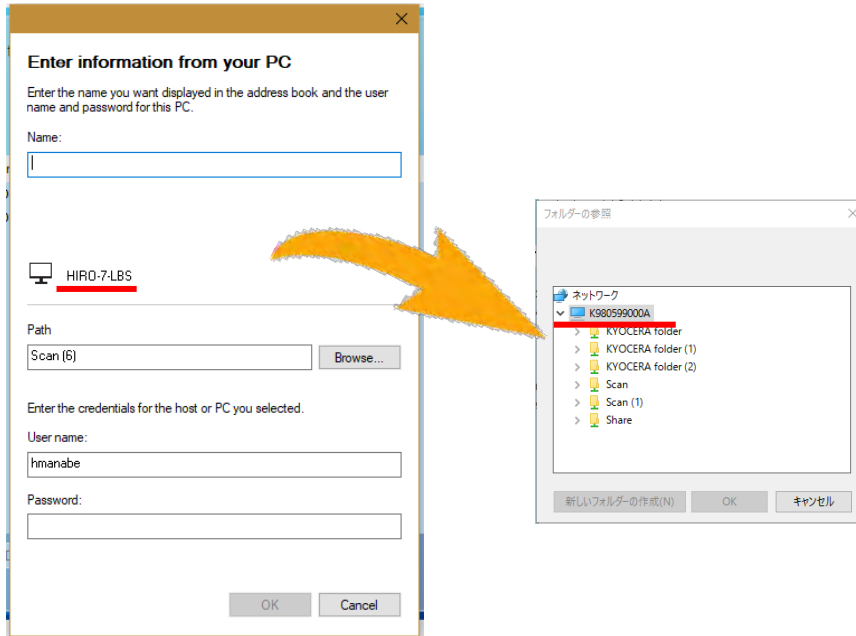 Enter information from your PC
Enter the name you want displayed in the address book and the user
name and password for this PC.
Name:
HIRO-7-LBS
Path
Scan (6)
Browse...
Enter the credentials for the host or PC you selected.
User name:
hmanabe
Password:
OK
Cancel
フォルダーの参照
ネットワーク
K980599000A
KYOCERA folder
KYOCERA folder (1)
KYOCERA folder (2)
Scan
Scan (1)
Share
新しいフォルダーの作成(N)
OK
キャンセル